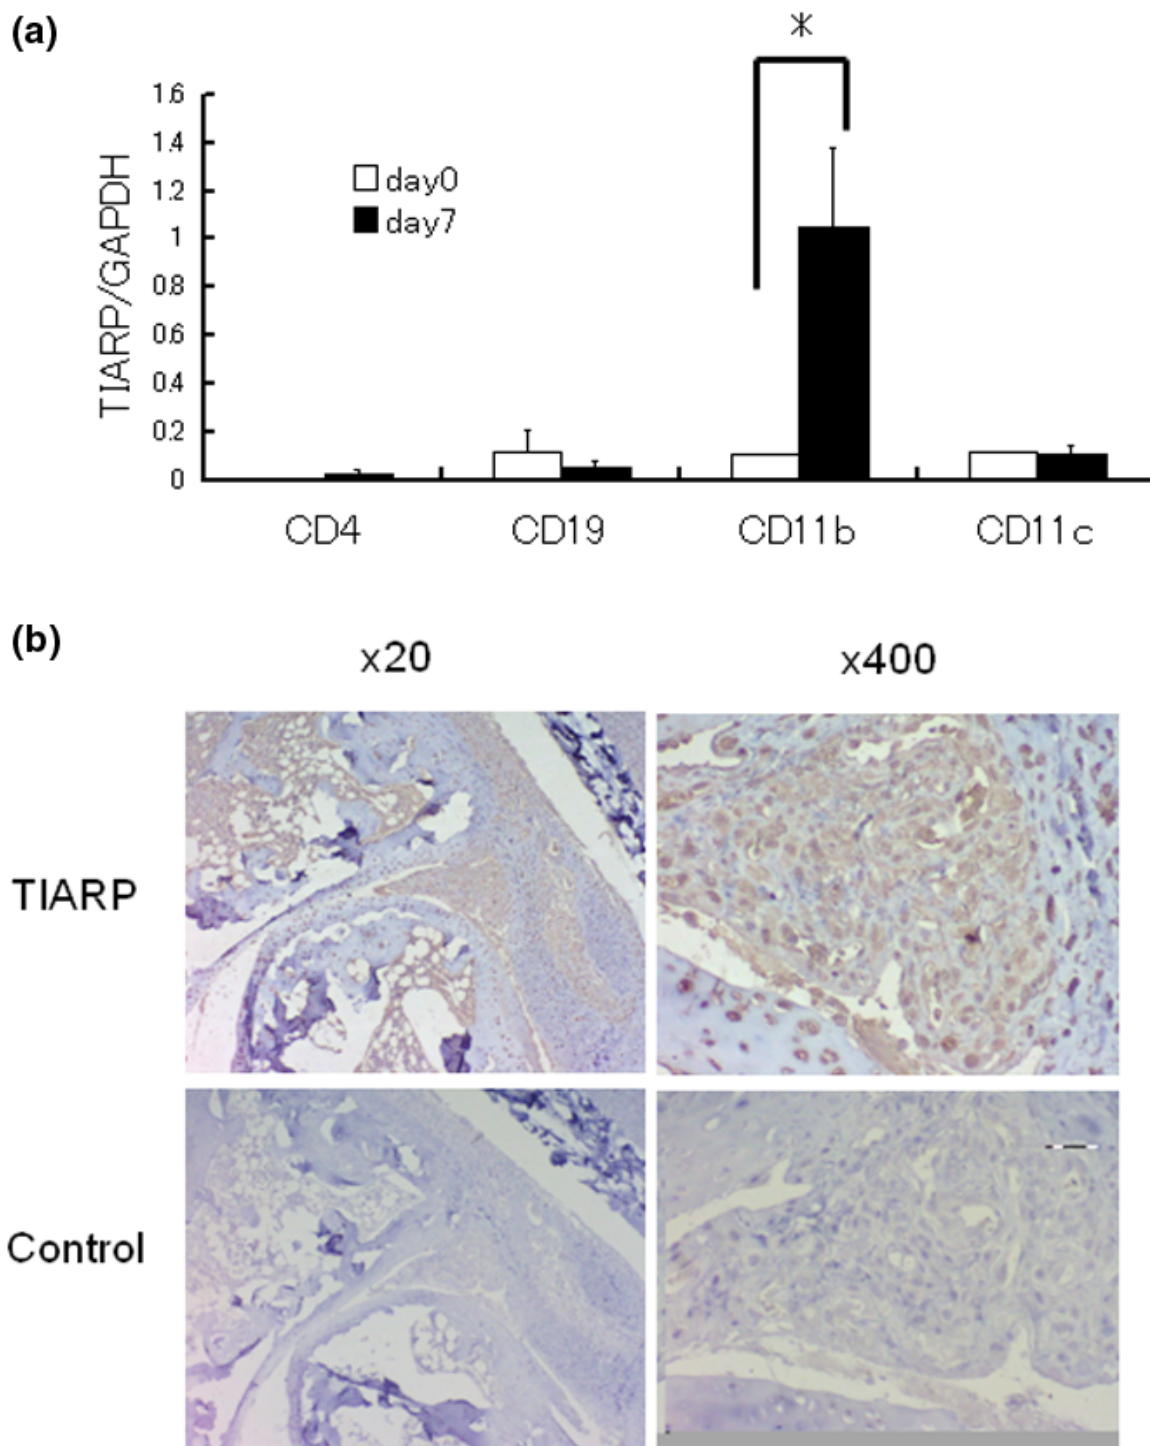 (a)
*
1.6
1.4
1.2
1
0.8
0.6
0.4
0.2
0
TIARP/GAPDH
day0
day7
CD4 CD19 CD11b CD11c
(b)
x20 x400
TIARP
Control